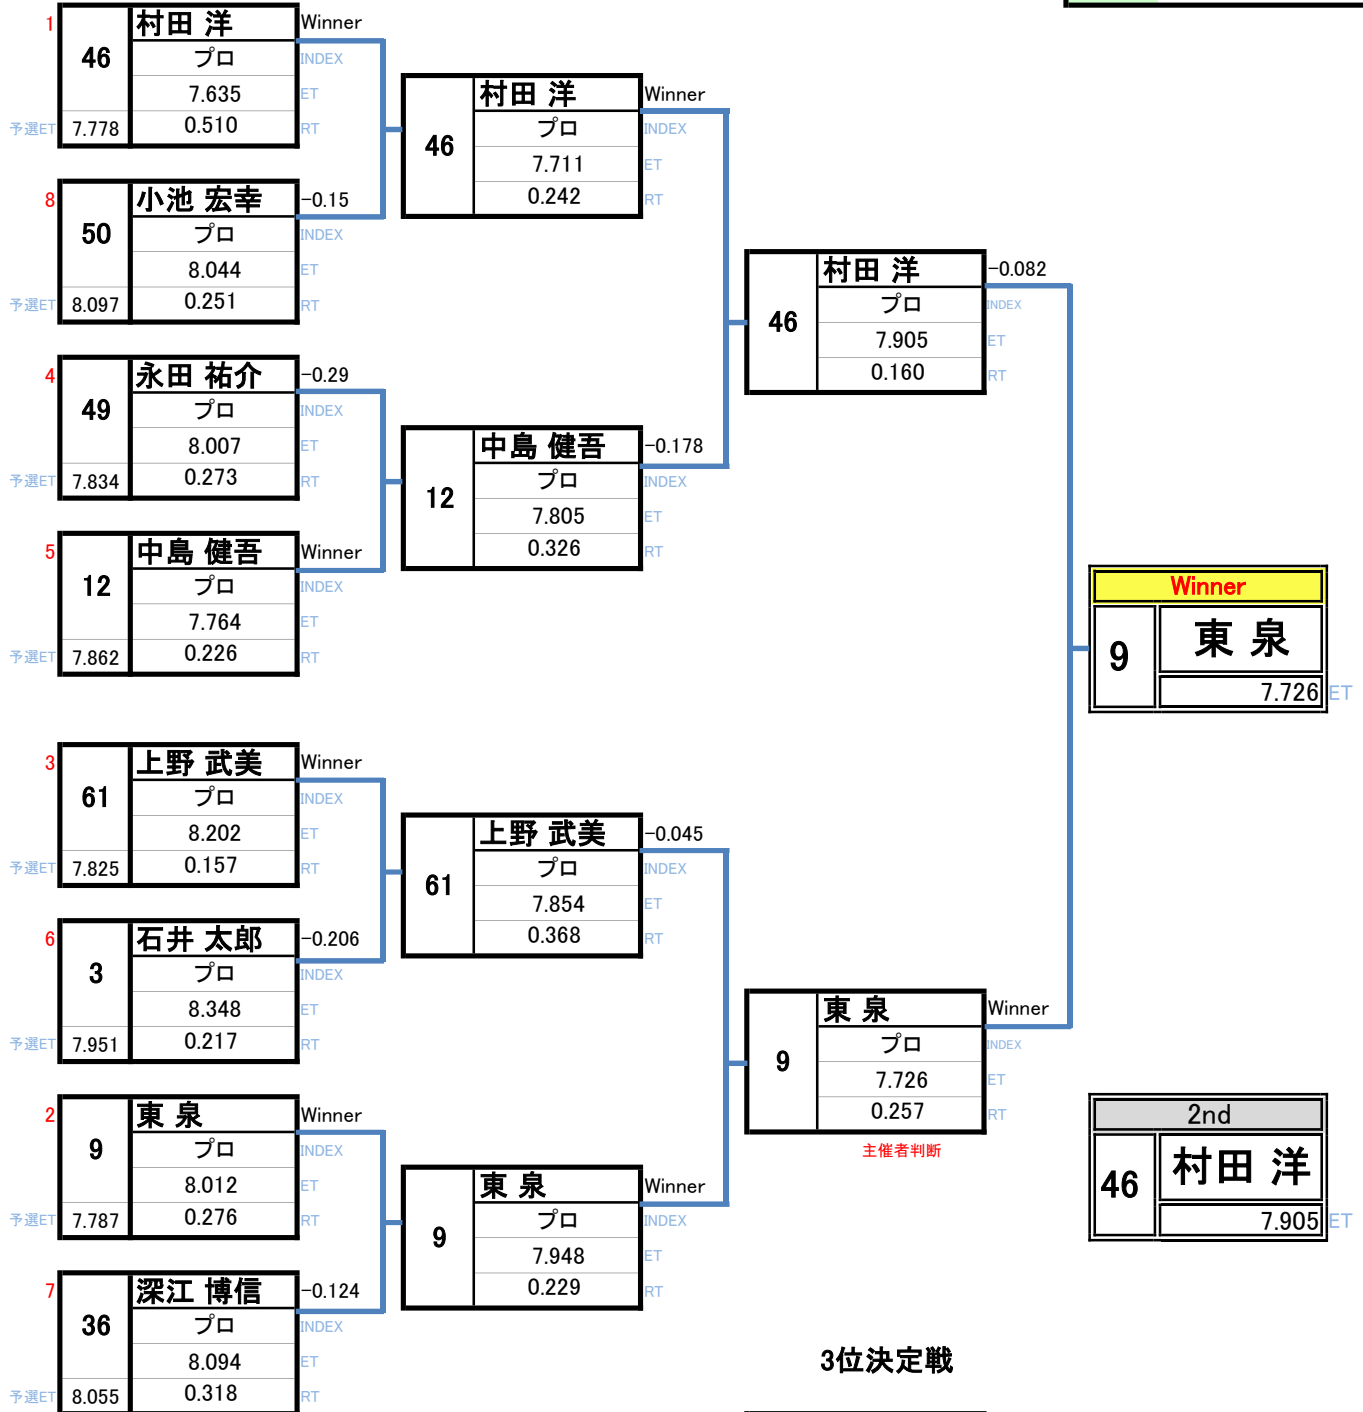 1
村田 洋
Winner
46
プロ
INDEX
7.635
ET
予選ET
7.778
0.510
RT
8
小池 宏幸
-0.15
50
プロ
INDEX
8.044
ET
予選ET
8.097
0.251
RT
4
永田 祐介
-0.29
49
プロ
INDEX
8.007
ET
予選ET
7.834
0.273
RT
5
中島 健吾
Winner
12
プロ
INDEX
7.764
ET
予選ET
7.862
0.226
RT
3
上野 武美
Winner
61
プロ
INDEX
8.202
ET
予選ET
7.825
0.157
RT
6
石井 太郎
-0.206
3
プロ
INDEX
8.348
ET
予選ET
7.951
0.217
RT
2
東 泉
Winner
9
プロ
INDEX
8.012
ET
予選ET
7.787
0.276
RT
7
深江 博信
-0.124
36
プロ
INDEX
8.094
ET
予選ET
8.055
0.318
RT
村田 洋
Winner
46
プロ
INDEX
7.711
ET
0.242
RT
中島 健吾
-0.178
12
プロ
INDEX
7.805
ET
0.326
RT
上野 武美
-0.045
61
プロ
INDEX
7.854
ET
0.368
RT
東 泉
Winner
9
プロ
INDEX
7.948
ET
0.229
RT
村田 洋
-0.082
46
プロ
INDEX
7.905
ET
0.160
RT
東 泉
Winner
9
プロ
INDEX
7.726
ET
0.257
RT
主催者判断
Winner
9
東 泉
7.726
ET
2nd
46
村田 洋
7.905
ET
3位決定戦